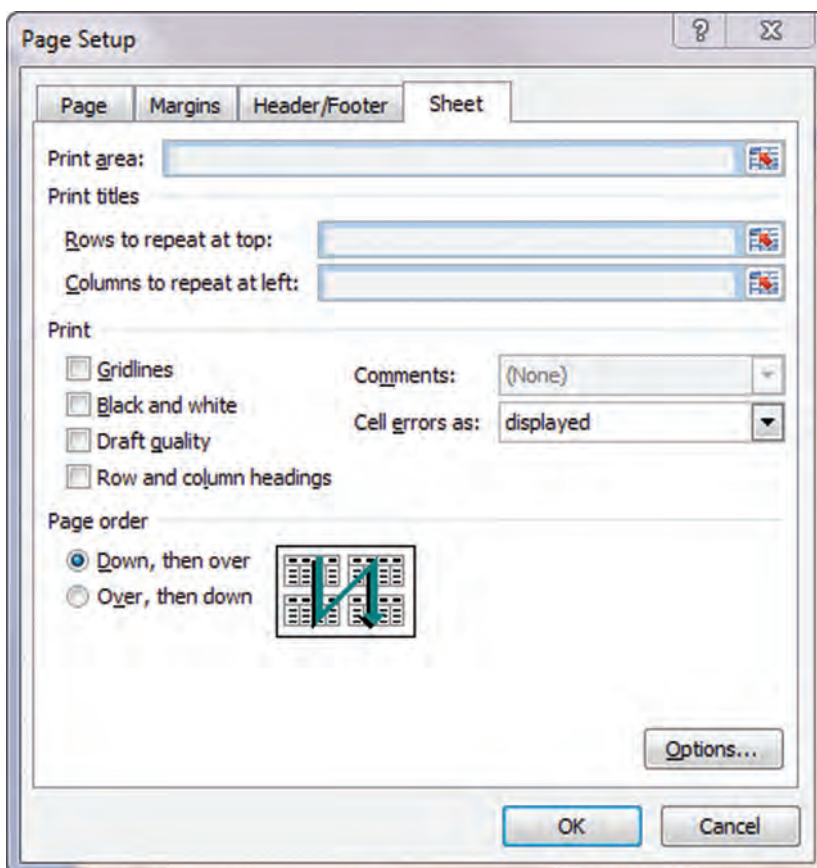 Page Setup
Page Margins Header/Footer Sheet
Print area:
Print titles
Rows to repeat at top:
Columns to repeat at left:
Print
Gridlines
Black and white
Draft quality
Row and column headings
Comments: (None)
Cell errors as: displayed
Page order
Down, then over
Over, then down
Options...
OK Cancel